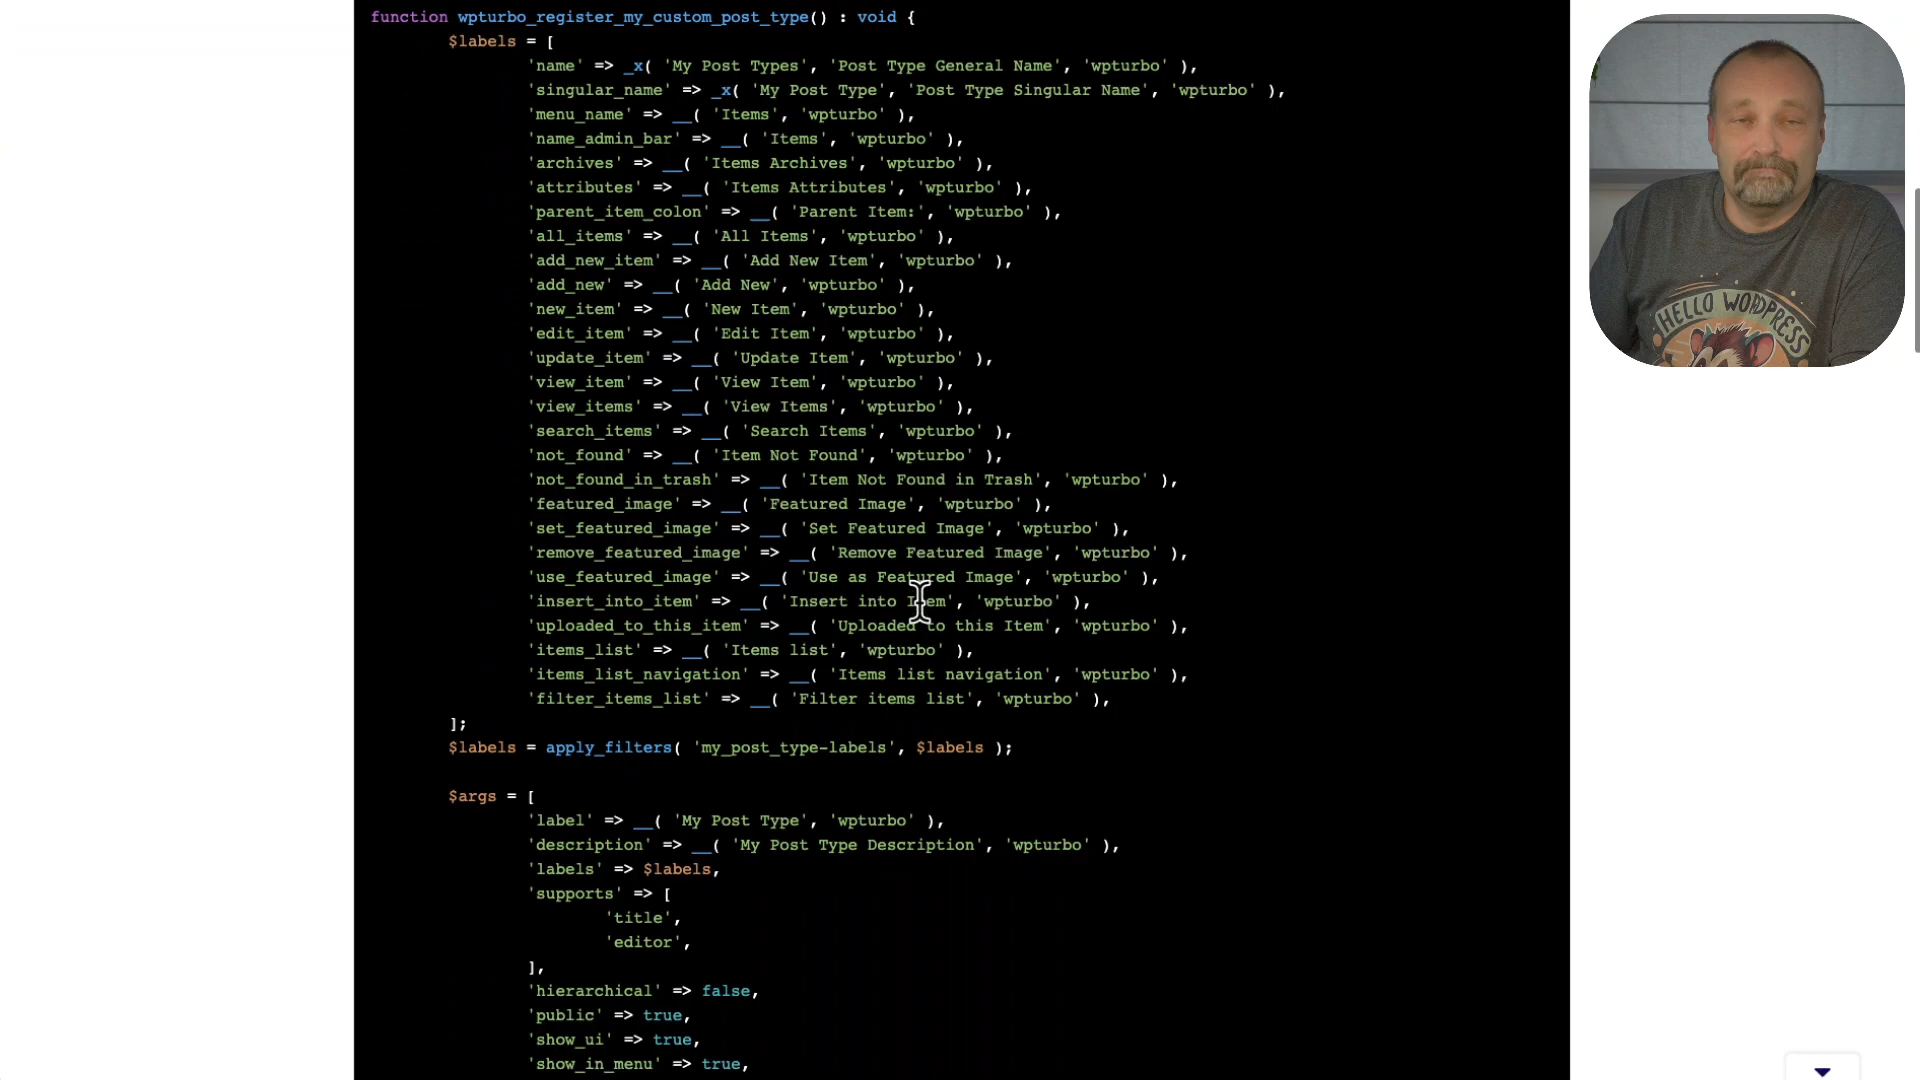 function wpturbo_register_my_custom_post_type() : void {
$labels = [
'name' => _x( 'My Post Types', 'Post Type General Name', 'wpturbo' ),
'singular_name' => _x( 'My Post Type', 'Post Type Singular Name', 'wpturbo' ),
'menu_name' => __( 'Items', 'wpturbo' ),
'name_admin_bar' => __( 'Items', 'wpturbo' ),
'archives' => __( 'Items Archives', 'wpturbo' ),
'attributes' => __( 'Items Attributes', 'wpturbo' ),
'parent_item_colon' => __( 'Parent Item:', 'wpturbo' ),
'all_items' => __( 'All Items', 'wpturbo' ),
'add_new_item' => __( 'Add New Item', 'wpturbo' ),
'add_new' => __( 'Add New', 'wpturbo' ),
'new_item' => __( 'New Item', 'wpturbo' ),
'edit_item' => __( 'Edit Item', 'wpturbo' ),
'update_item' => __( 'Update Item', 'wpturbo' ),
'view_item' => __( 'View Item', 'wpturbo' ),
'view_items' => __( 'View Items', 'wpturbo' ),
'search_items' => __( 'Search Items', 'wpturbo' ),
'not_found' => __( 'Item Not Found', 'wpturbo' ),
'not_found_in_trash' => __( 'Item Not Found in Trash', 'wpturbo' ),
'featured_image' => __( 'Featured Image', 'wpturbo' ),
'set_featured_image' => __( 'Set Featured Image', 'wpturbo' ),
'remove_featured_image' => __( 'Remove Featured Image', 'wpturbo' ),
'use_featured_image' => __( 'Use as Featured Image', 'wpturbo' ),
'insert_into_item' => __( 'Insert into Item', 'wpturbo' ),
'uploaded_to_this_item' => __( 'Uploaded to this Item', 'wpturbo' ),
'items_list' => __( 'Items list', 'wpturbo' ),
'items_list_navigation' => __( 'Items list navigation', 'wpturbo' ),
'filter_items_list' => __( 'Filter items list', 'wpturbo' ),
];
$labels = apply_filters( 'my_post_type-labels', $labels );
$args = [
'label' => __( 'My Post Type', 'wpturbo' ),
'description' => __( 'My Post Type Description', 'wpturbo' ),
'labels' => $labels,
'supports' => [
'title',
'editor',
],
'hierarchical' => false,
'public' => true,
'show_ui' => true,
'show_in_menu' => true,
HELLO WORDPRESS